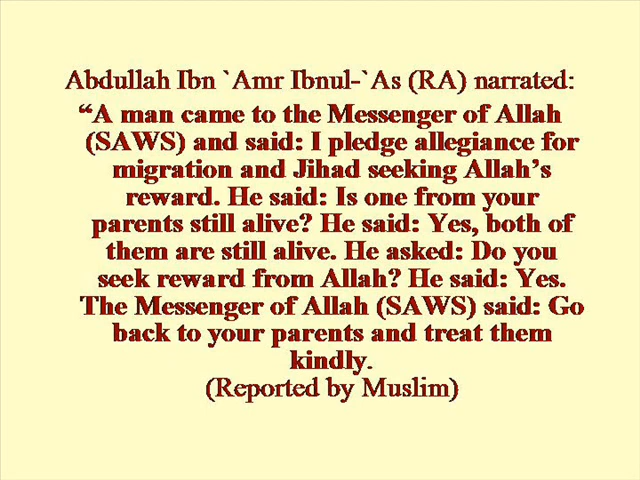 Abdullah Ibn `Amr Ibnul-`As (RA) narrated:
“A man came to the Messenger of Allah
(SAWS) and said: I pledge allegiance for
migration and Jihad seeking Allah’s
reward. He said: Is one from your
parents still alive? He said: Yes, both of
them are still alive. He asked: Do you
seek reward from Allah? He said: Yes.
The Messenger of Allah (SAWS) said: Go
back to your parents and treat them
kindly.
(Reported by Muslim)